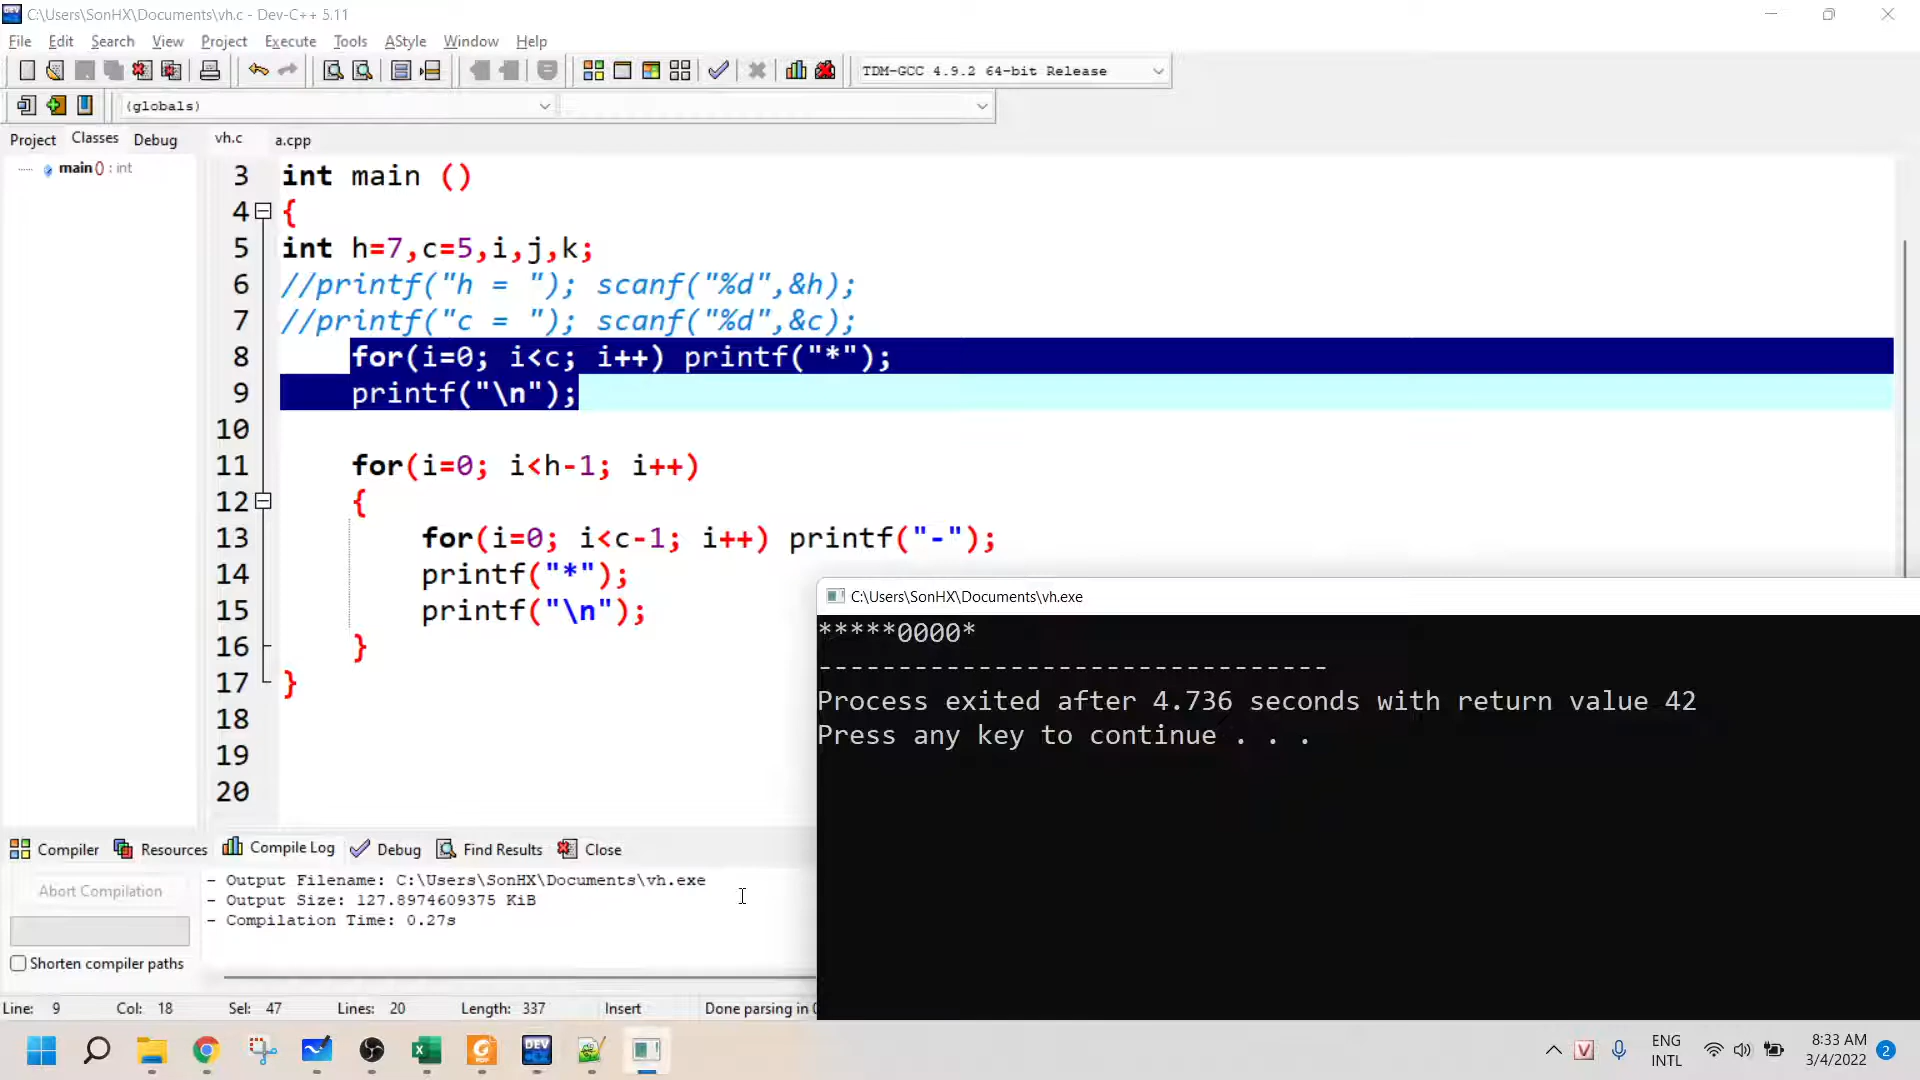 C:\Users\SonHX\Documents\vh.c - Dev-C++ 5.11
File Edit Search View Project Execute Tools AStyle Window Help
TDM-GCC 4.9.2 64-bit Release
(globals)
Project Classes Debug vh.c a.cpp
main () : int
3 int main ()
4 {
5 int h=7,c=5,i,j,k;
6 //printf("h = "); scanf("%d",&h);
7 //printf("c = "); scanf("%d",&c);
8 for(i=0; i<c; i++) printf("*");
9 printf("\n");
10
11 for(i=0; i<h-1; i++)
12 {
13 for(i=0; i<c-1; i++) printf("-");
14 printf("*");
15 printf("\n");
16 }
17 }
18
19
20
C:\Users\SonHX\Documents\vh.exe
*****0000*
--------------------------------
Process exited after 4.736 seconds with return value 42
Press any key to continue . . .
Compiler Resources Compile Log Debug Find Results Close
Abort Compilation
Shorten compiler paths
- Output Filename: C:\Users\SonHX\Documents\vh.exe
- Output Size: 127.8974609375 KiB
- Compilation Time: 0.27s
Line: 9 Col: 18 Sel: 47 Lines: 20 Length: 337 Insert Done parsing in
DEV
V
ENG
INTL
8:33 AM
3/4/2022
2